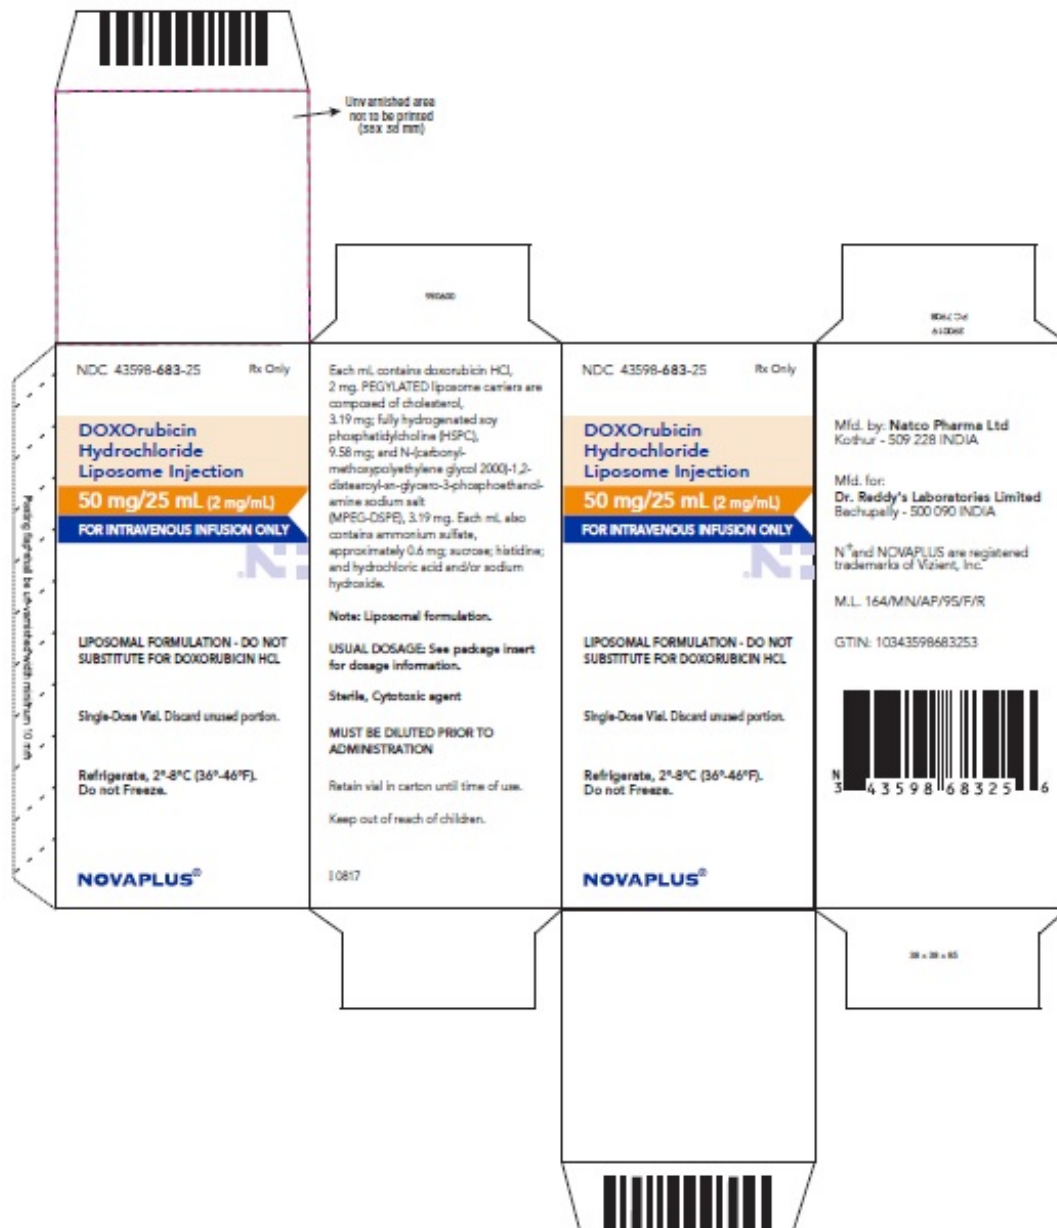 Unvarnished area
not to be printed
(38 x 38 mm)
NDC 43598-683-25 Rx Only
DOXOrubicin
Hydrochloride
Liposome Injection
50 mg/25 mL (2 mg/mL)
FOR INTRAVENOUS INFUSION ONLY
LIPOSOMAL FORMULATION - DO NOT
SUBSTITUTE FOR DOXORUBICIN HCL
Single-Dose Vial. Discard unused portion.
Refrigerate, 2°-8°C (36°-46°F).
Do not Freeze.
NOVAPLUS®
Each mL contains doxorubicin HCl,
2 mg. PEGYLATED liposome carriers are
composed of cholesterol,
3.19 mg; fully hydrogenated soy
phosphatidylcholine (HSPC),
9.58 mg; and N-(carbonyl-
methoxypolyethylene glycol 2000)-1,2-
distearoyl-sn-glycero-3-phosphoethanol-
amine sodium salt
(MPEG-DSPE), 3.19 mg. Each mL also
contains ammonium sulfate,
approximately 0.6 mg; sucrose; histidine;
and hydrochloric acid and/or sodium
hydroxide.
Note: Liposomal formulation.
USUAL DOSAGE: See package insert
for dosage information.
Sterile, Cytotoxic agent
MUST BE DILUTED PRIOR TO
ADMINISTRATION
Retain vial in carton until time of use.
Keep out of reach of children.
0817
NDC 43598-683-25 Rx Only
DOXOrubicin
Hydrochloride
Liposome Injection
50 mg/25 mL (2 mg/mL)
FOR INTRAVENOUS INFUSION ONLY
LIPOSOMAL FORMULATION - DO NOT
SUBSTITUTE FOR DOXORUBICIN HCL
Single-Dose Vial. Discard unused portion.
Refrigerate, 2°-8°C (36°-46°F).
Do not Freeze.
NOVAPLUS®
Mfd. by: Natco Pharma Ltd
Kothur - 509 228 INDIA
Mfd. for:
Dr. Reddy's Laboratories Limited
Bachupally - 500 090 INDIA
N+ and NOVAPLUS are registered
trademarks of Vizient, Inc.
M.L. 164/MN/AP/95/F/R
GTIN: 10343598683253
N
3 43598 68325 6
38 x 38 x 85